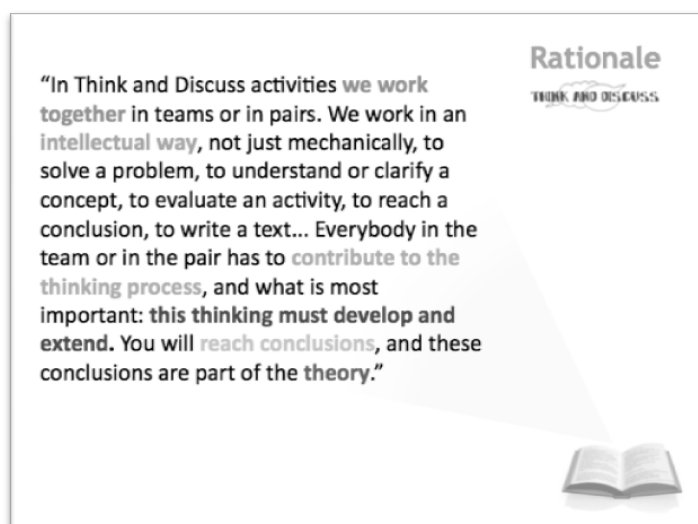 Rationale
THINK AND DISCUSS
“In Think and Discuss activities we work
together in teams or in pairs. We work in an
intellectual way, not just mechanically, to
solve a problem, to understand or clarify a
concept, to evaluate an activity, to reach a
conclusion, to write a text... Everybody in the
team or in the pair has to contribute to the
thinking process, and what is most
important: this thinking must develop and
extend. You will reach conclusions, and these
conclusions are part of the theory.”